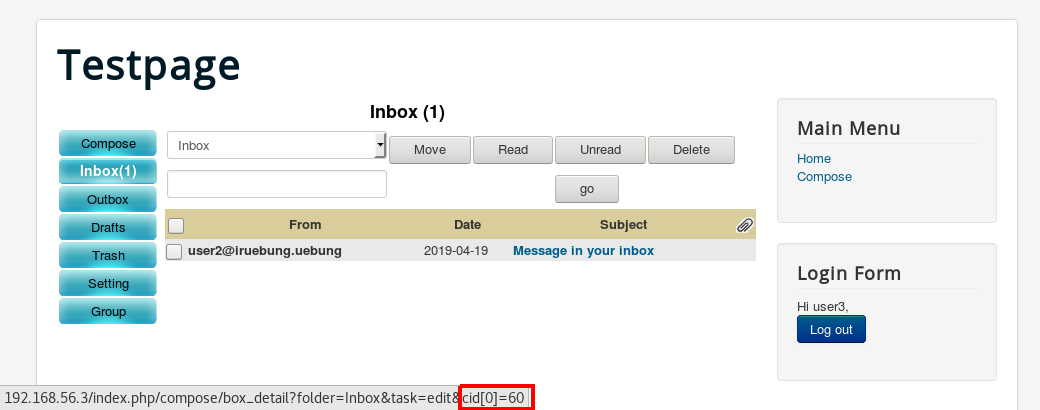 Testpage
Inbox (1)
Compose
Inbox(1)
Outbox
Drafts
Trash
Setting
Group
Inbox Move Read Unread Delete
go
From Date Subject
user2@iruebung.uebung 2019-04-19 Message in your inbox
Main Menu
Home
Compose
Login Form
Hi user3,
Log out
192.168.56.3/index.php/compose/box_detail?folder=Inbox&task=edit&cid[0]=60